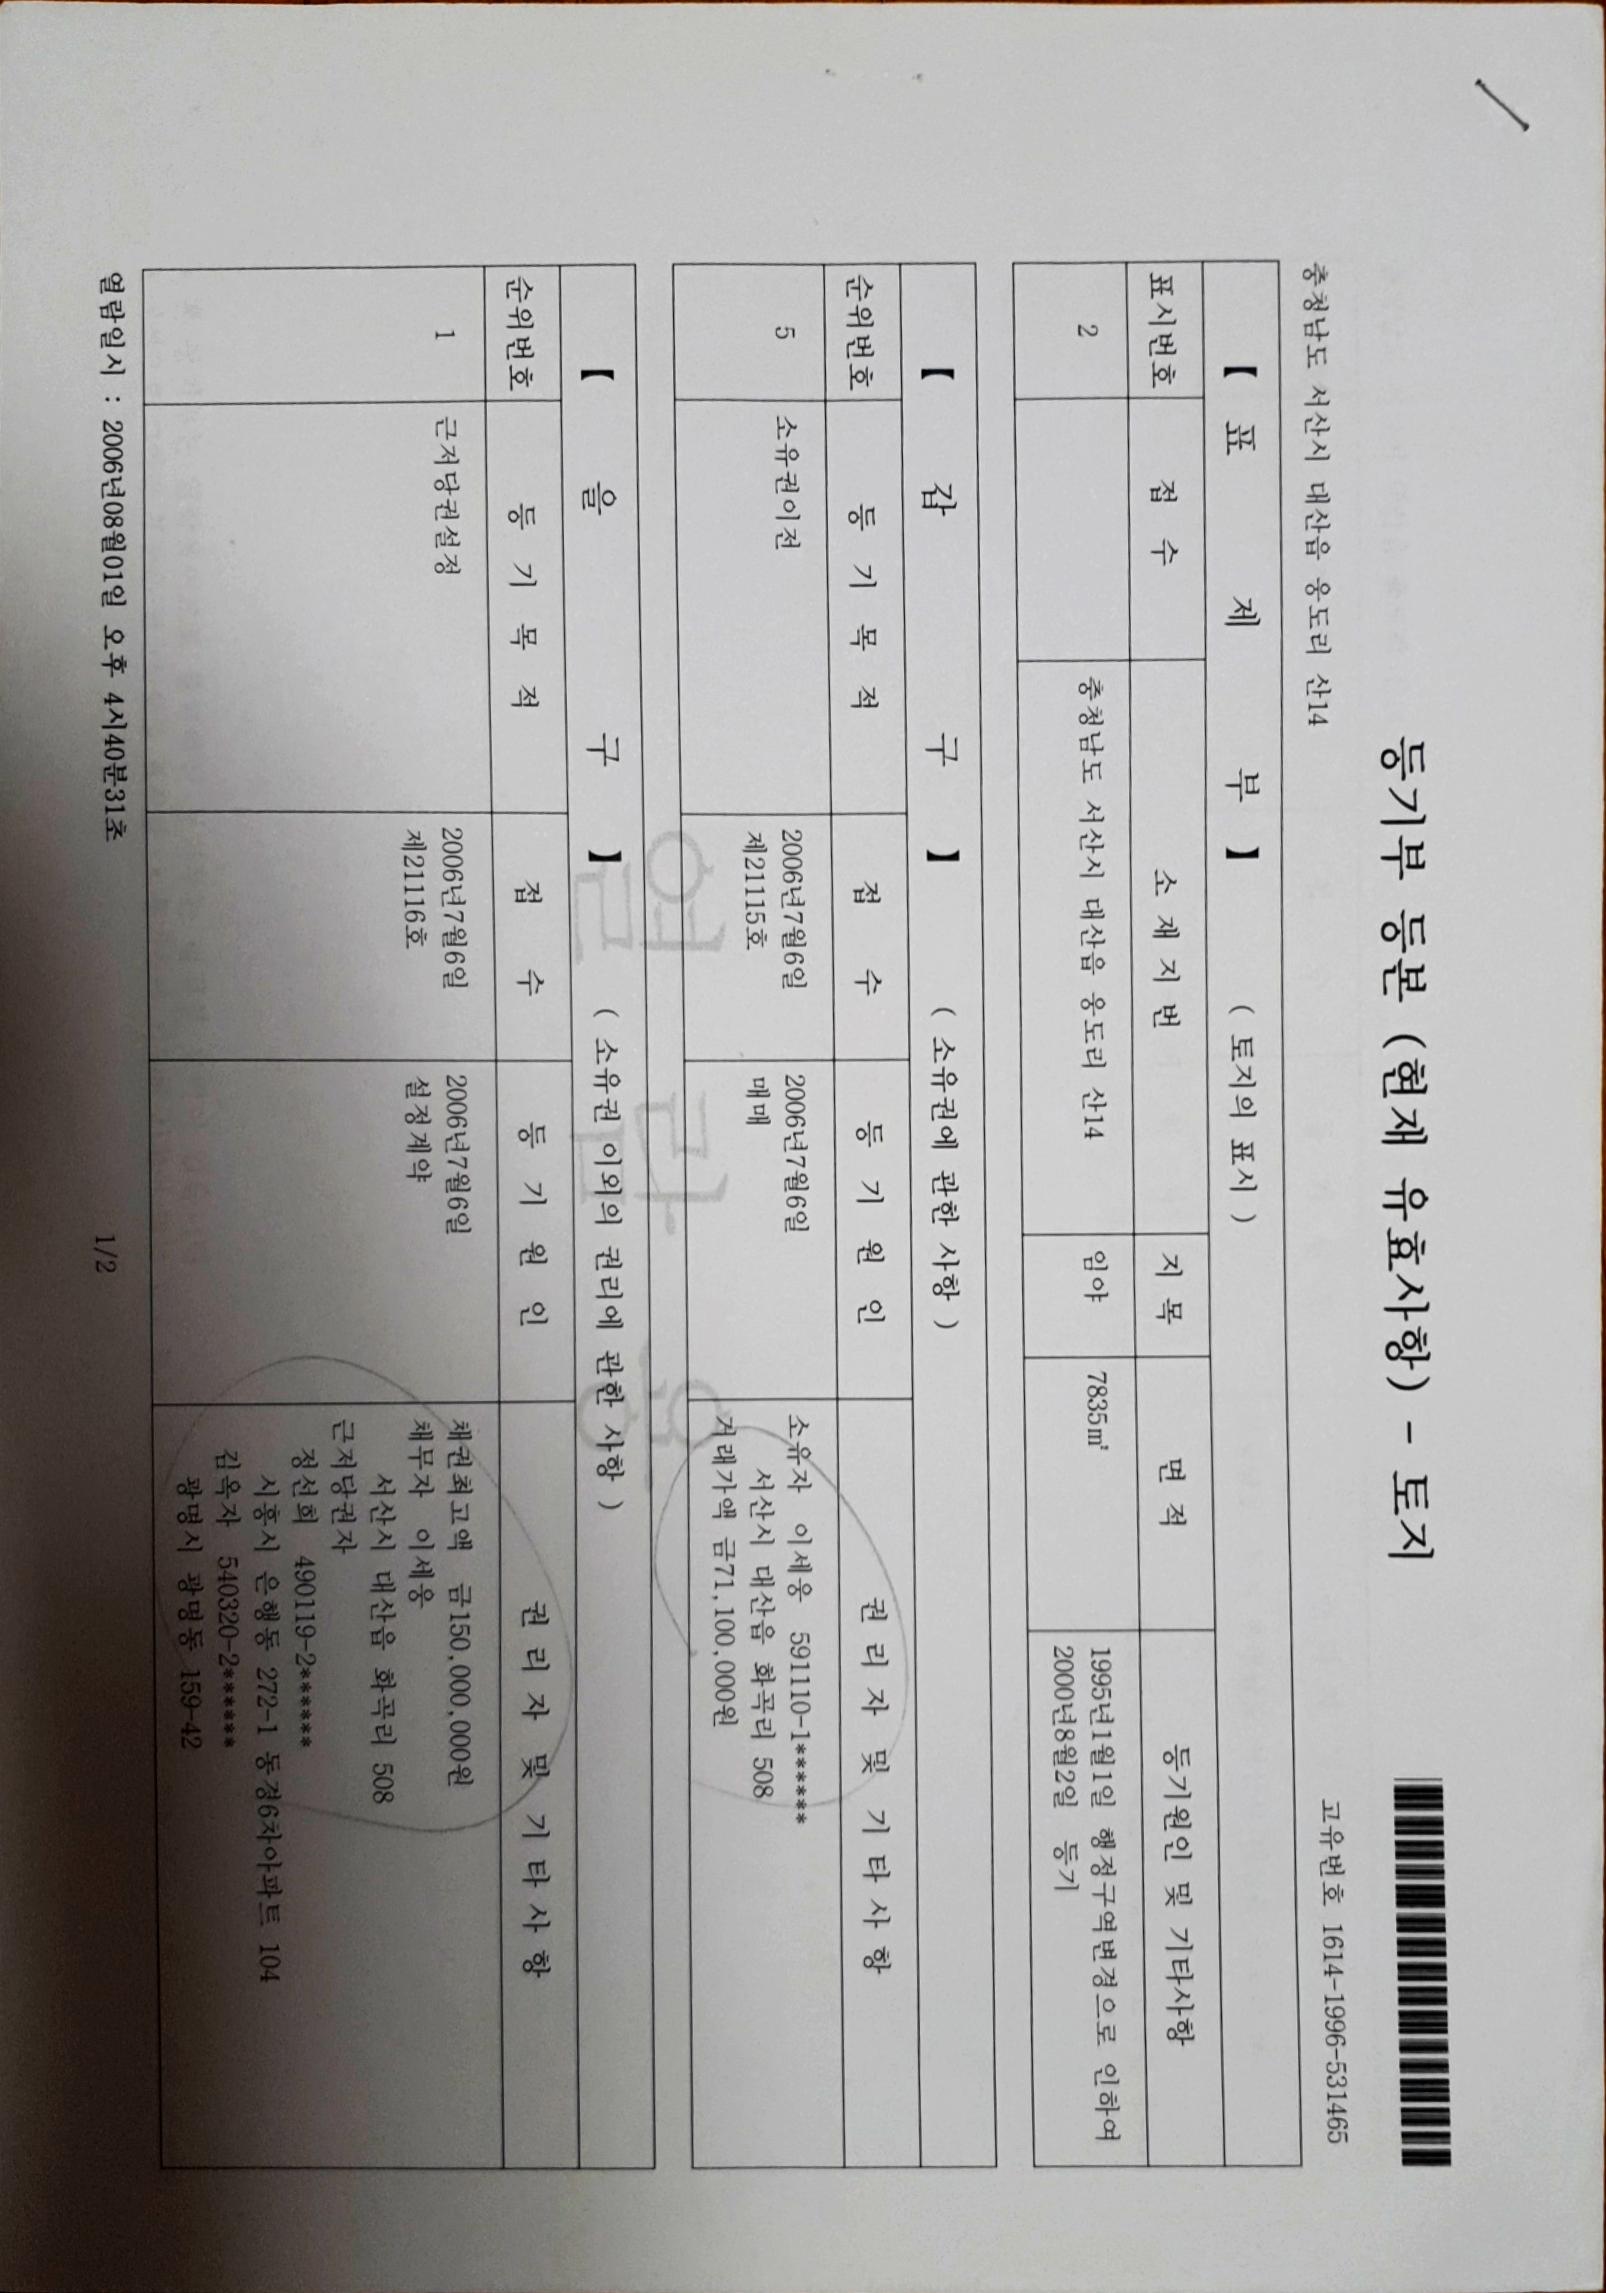 등기부 등본 (현재 유효사항) - 토지
고유번호 1614-1996-531465
충청남도 서산시 대산읍 웅도리 산14
【 표 제 부 】 ( 토지의 표시 )
표시번호 접 수 소 재 지 번 지 목 면 적 등기원인 및 기타사항
2 충청남도 서산시 대산읍 웅도리 산14 임야 7835㎡ 1995년1월1일 행정구역변경으로 인하여
2000년8월2일 등기
【 갑 구 】 ( 소유권에 관한 사항 )
순위번호 등 기 목 적 접 수 등 기 원 인 권 리 자 및 기 타 사 항
5 소유권이전 2006년7월6일 2006년7월6일 소유자 이세웅 591110-1******
제21115호 매매 서산시 대산읍 화곡리 508
거래가액 금71,100,000원
【 을 구 】 ( 소유권 이외의 권리에 관한 사항 )
순위번호 등 기 목 적 접 수 등 기 원 인 권 리 자 및 기 타 사 항
1 근저당권설정 2006년7월6일 2006년7월6일 채권최고액 금150,000,000원
제21116호 설정계약 채무자 이세웅
서산시 대산읍 화곡리 508
근저당권자
정선희 490119-2******
시흥시 은행동 272-1 동경6차아파트 104
김옥자 540320-2******
광명시 광명동 159-42
열람용
열람일시 : 2006년08월01일 오후 4시40분31초
1/2